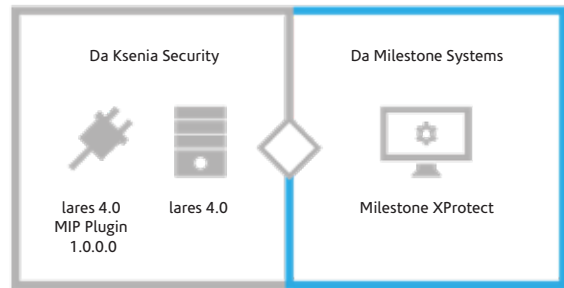 Da Ksenia Security
Da Milestone Systems
lares 4.0
MIP Plugin
1.0.0.0
lares 4.0
Milestone XProtect